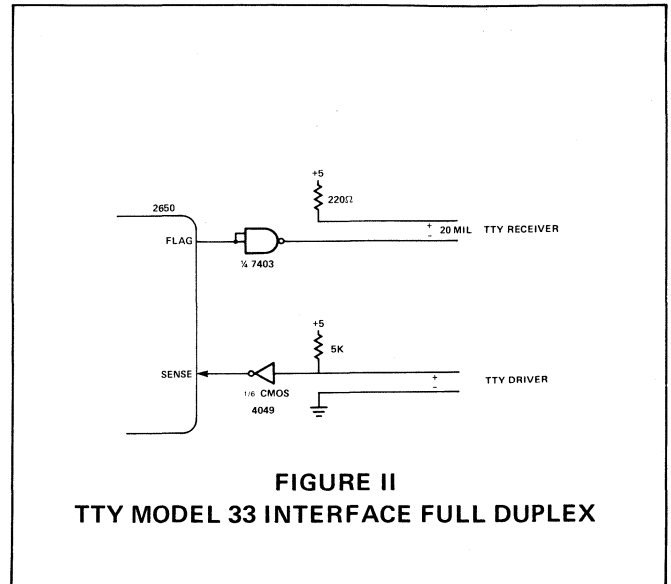 +5
220Ω
2650
FLAG
¼ 7403
+
-
20 MIL TTY RECEIVER
+5
5K
SENSE
1/6 CMOS
4049
+
-
TTY DRIVER
FIGURE II
TTY MODEL 33 INTERFACE FULL DUPLEX